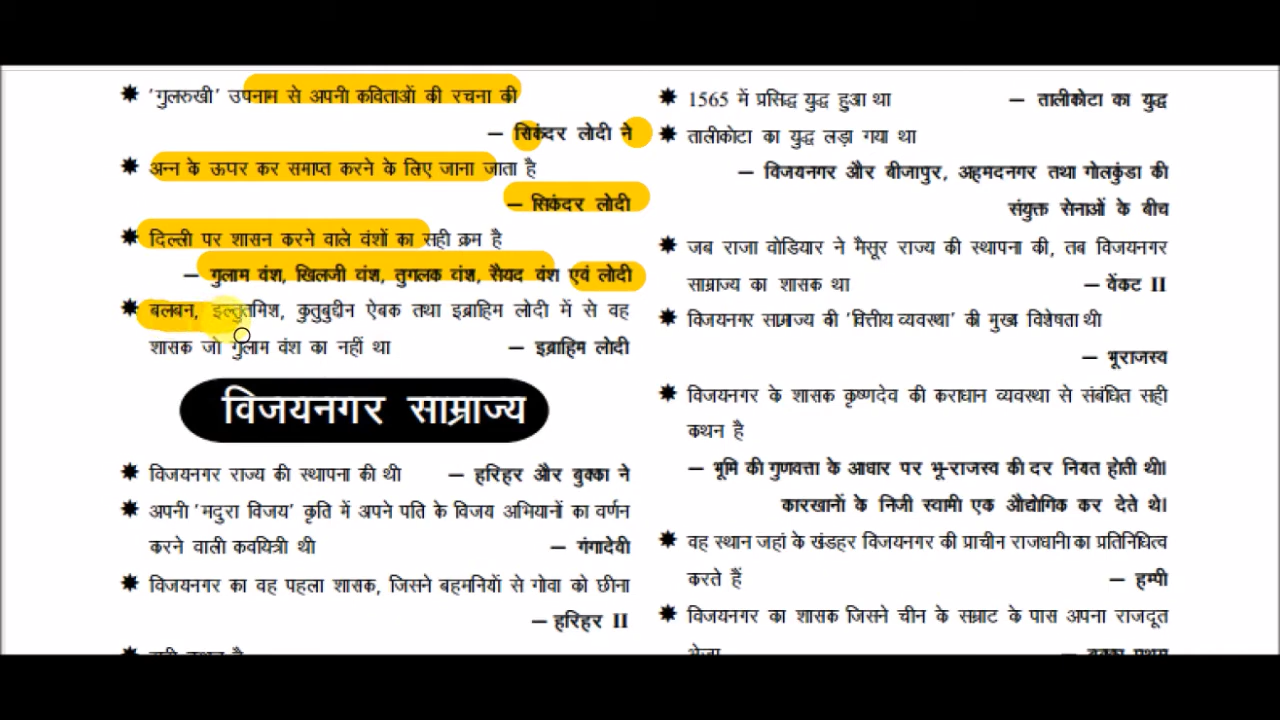 'गुलरुखी' उपनाम से अपनी कविताओं की रचना की
– सिकंदर लोदी ने
अन्न के ऊपर कर समाप्त करने के लिए जाना जाता है
– सिकंदर लोदी
दिल्ली पर शासन करने वाले वंशों का सही क्रम है
– गुलाम वंश, खिलजी वंश, तुगलक वंश, सैयद वंश एवं लोदी
बलबन, इल्तुतमिश, कुतुबुद्दीन ऐबक तथा इब्राहिम लोदी में से वह
शासक जो गुलाम वंश का नहीं था – इब्राहिम लोदी
विजयनगर साम्राज्य
विजयनगर राज्य की स्थापना की थी – हरिहर और बुक्का ने
अपनी 'मदुरा विजय' कृति में अपने पति के विजय अभियानों का वर्णन
करने वाली कवयित्री थी – गंगादेवी
विजयनगर का वह पहला शासक, जिसने बहमनियों से गोवा को छीना
– हरिहर II
1565 में प्रसिद्ध युद्ध हुआ था – तालीकोटा का युद्ध
तालीकोटा का युद्ध लड़ा गया था
– विजयनगर और बीजापुर, अहमदनगर तथा गोलकुंडा की
संयुक्त सेनाओं के बीच
जब राजा वोडियार ने मैसूर राज्य की स्थापना की, तब विजयनगर
साम्राज्य का शासक था – वेंकट II
विजयनगर साम्राज्य की 'वित्तीय व्यवस्था' की मुख्य विशेषता थी
– भूराजस्व
विजयनगर के शासक कृष्णदेव की कराधान व्यवस्था से संबंधित सही
कथन है
– भूमि की गुणवत्ता के आधार पर भू-राजस्व की दर नियत होती थी।
कारखानों के निजी स्वामी एक औद्योगिक कर देते थे।
वह स्थान जहां के खंडहर विजयनगर की प्राचीन राजधानी का प्रतिनिधित्व
करते हैं – हम्पी
विजयनगर का शासक जिसने चीन के सम्राट के पास अपना राजदूत
भेजा – बुक्का प्रथम